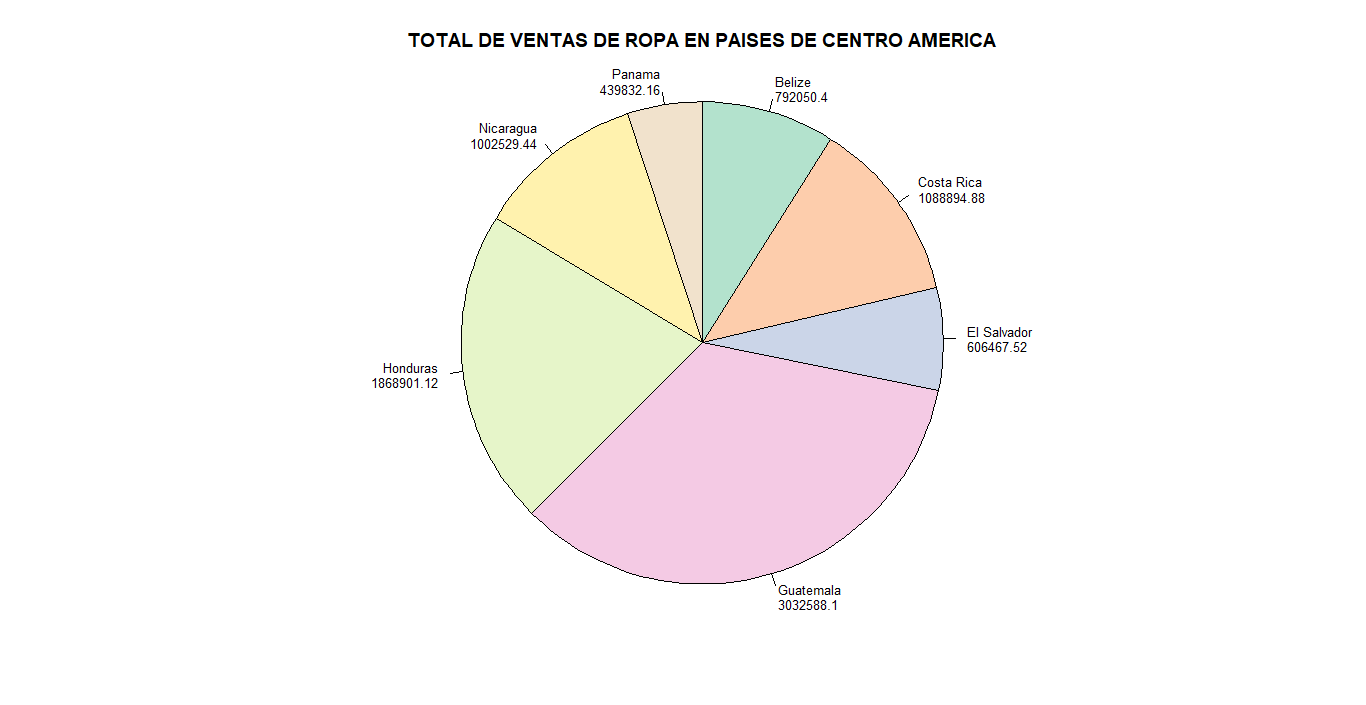 TOTAL DE VENTAS DE ROPA EN PAISES DE CENTRO AMERICA
Panama
439832.16
Belize
792050.4
Nicaragua
1002529.44
Costa Rica
1088894.88
El Salvador
606467.52
Honduras
1868901.12
Guatemala
3032588.1